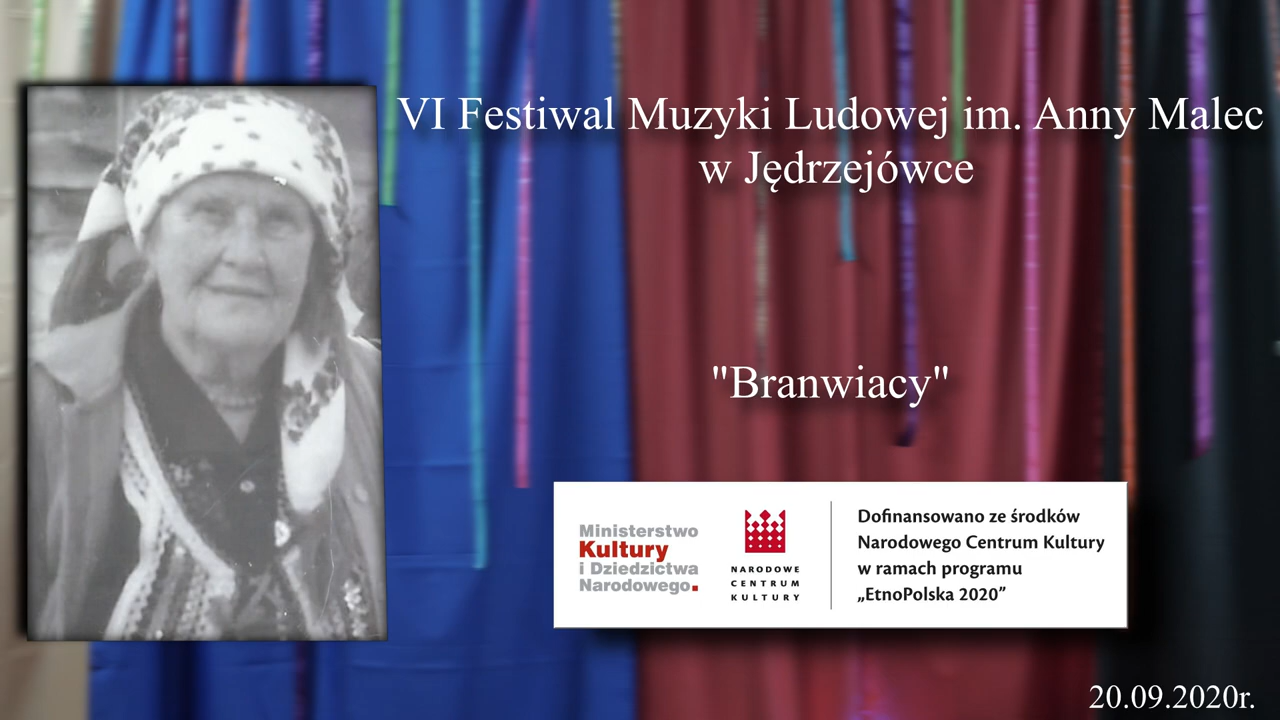 VI Festiwal Muzyki Ludowej im. Anny Malec
w Jędrzejówce
"Branwiacy"
Ministerstwo
Kultury
i Dziedzictwa
Narodowego.
NARODOWE
CENTRUM
KULTURY
Dofinansowano ze środków
Narodowego Centrum Kultury
w ramach programu
„EtnoPolska 2020”
20.09.2020r.